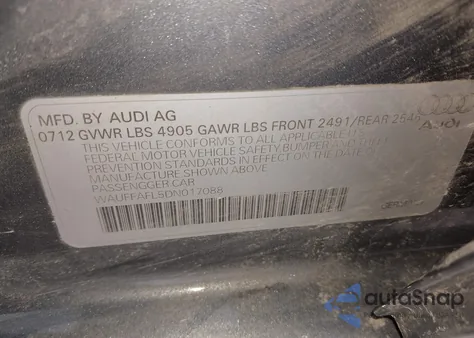 MFD. BY AUDI AG
0712 GVWR LBS 4905 GAWR LBS FRONT 2491/REAR
THIS VEHICLE CONFORMS TO ALL APPLICABLE U.S.
FEDERAL MOTOR VEHICLE SAFETY, BUMPER AND THEFT
PREVENTION STANDARDS IN EFFECT ON THE DATE OF
MANUFACTURE SHOWN ABOVE
PASSENGER CAR
WAUFFAFL5DN017088
autoSnap